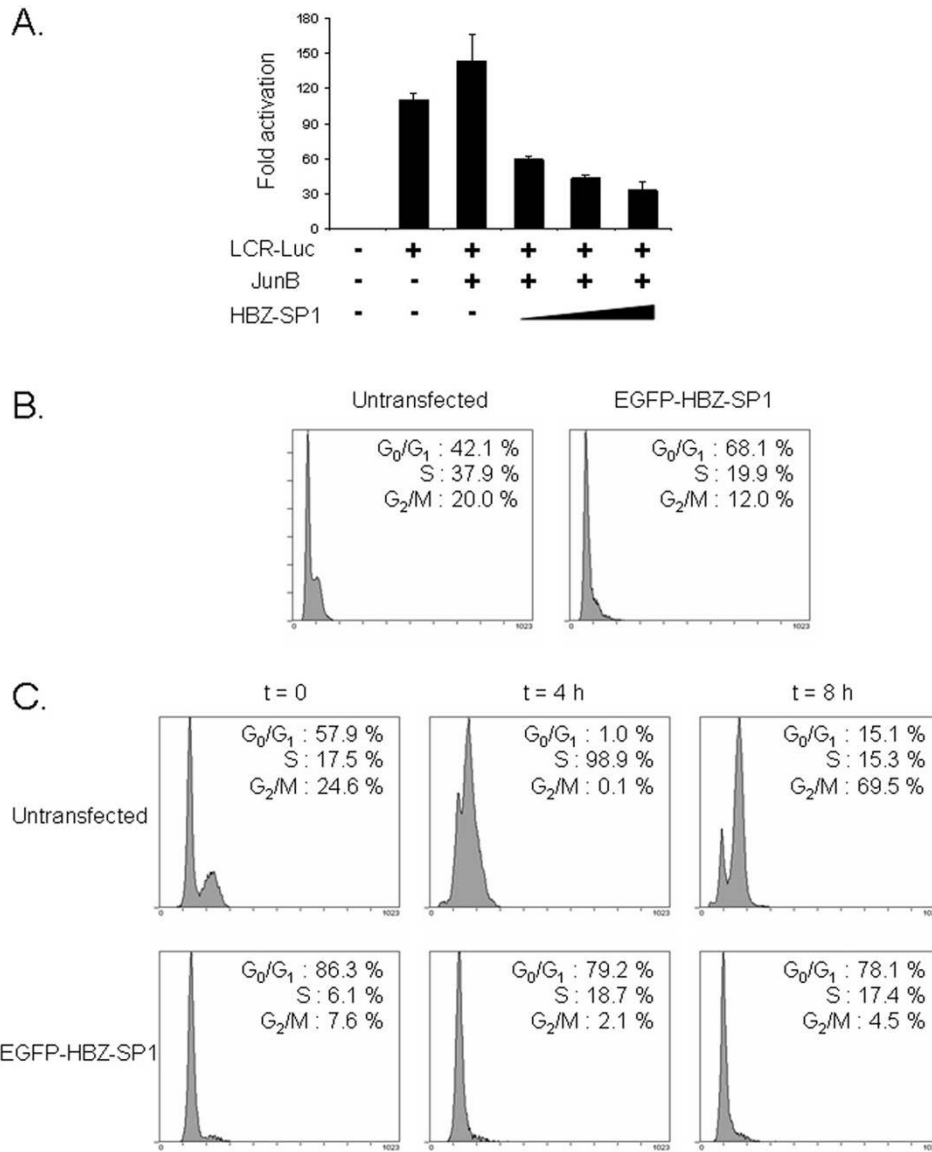 A.
180
150
120
90
60
30
0
Fold activation
LCR-Luc - + + + + +
JunB - - + + + +
HBZ-SP1 - - -
B.
Untransfected
EGFP-HBZ-SP1
G0/G1 : 42.1 %
S : 37.9 %
G2/M : 20.0 %
0 1023
G0/G1 : 68.1 %
S : 19.9 %
G2/M : 12.0 %
0 1023
C.
t = 0
t = 4 h
t = 8 h
Untransfected
G0/G1 : 57.9 %
S : 17.5 %
G2/M : 24.6 %
0 1023
G0/G1 : 1.0 %
S : 98.9 %
G2/M : 0.1 %
0 1023
G0/G1 : 15.1 %
S : 15.3 %
G2/M : 69.5 %
0 102
EGFP-HBZ-SP1
G0/G1 : 86.3 %
S : 6.1 %
G2/M : 7.6 %
0 1023
G0/G1 : 79.2 %
S : 18.7 %
G2/M : 2.1 %
0 1023
G0/G1 : 78.1 %
S : 17.4 %
G2/M : 4.5 %
0 102